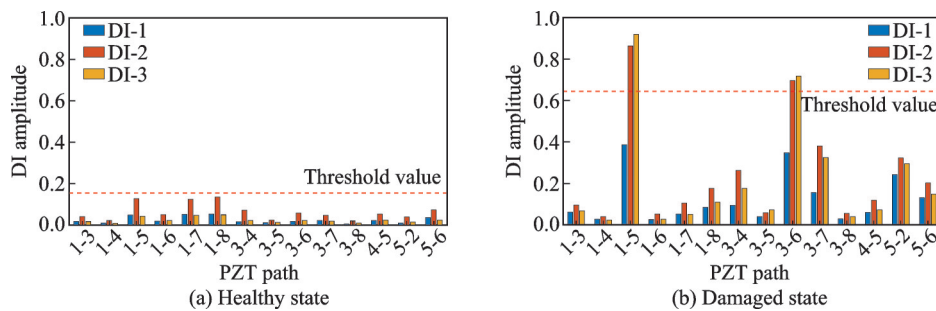 1.0
0.8
0.6
0.4
0.2
0.0
DI amplitude
DI-1
DI-2
DI-3
Threshold value
1-3 1-4 1-5 1-6 1-7 1-8 3-4 3-5 3-6 3-7 3-8 4-5 5-2 5-6
PZT path
(a) Healthy state
1.0
0.8
0.6
0.4
0.2
0.0
DI amplitude
DI-1
DI-2
DI-3
Threshold value
1-3 1-4 1-5 1-6 1-7 1-8 3-4 3-5 3-6 3-7 3-8 4-5 5-2 5-6
PZT path
(b) Damaged state